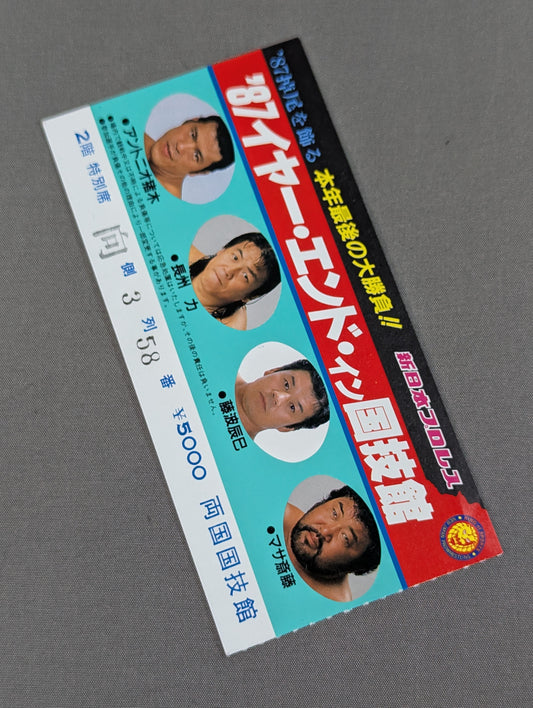 '87掉尾を飾る 本年最後の大勝負!!
新日本プロレス
'87イヤー・エンド・イン国技館
●アントニオ猪木
●長州 力
●藤波辰巳
●マサ斎藤
2階 特別席 向 側 3 列 58 番 ¥5000 両国国技館